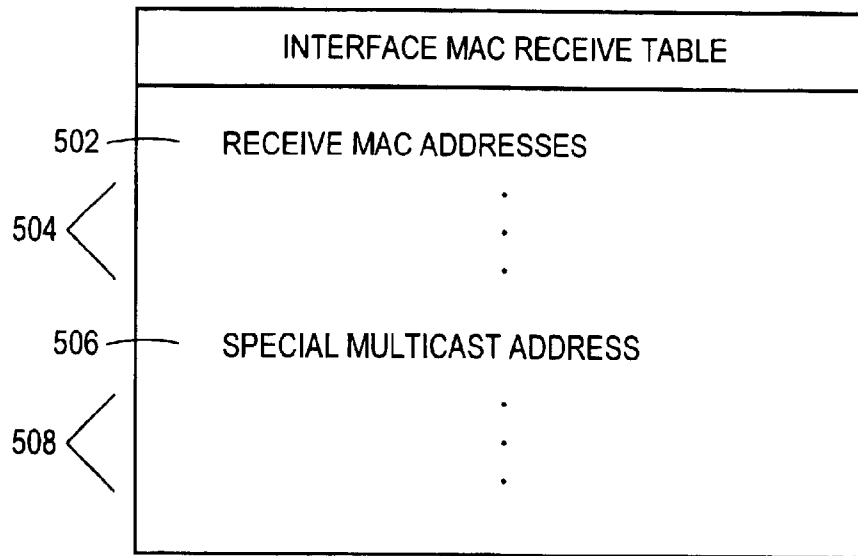 INTERFACE MAC RECEIVE TABLE
502 RECEIVE MAC ADDRESSES
504
506 SPECIAL MULTICAST ADDRESS
508